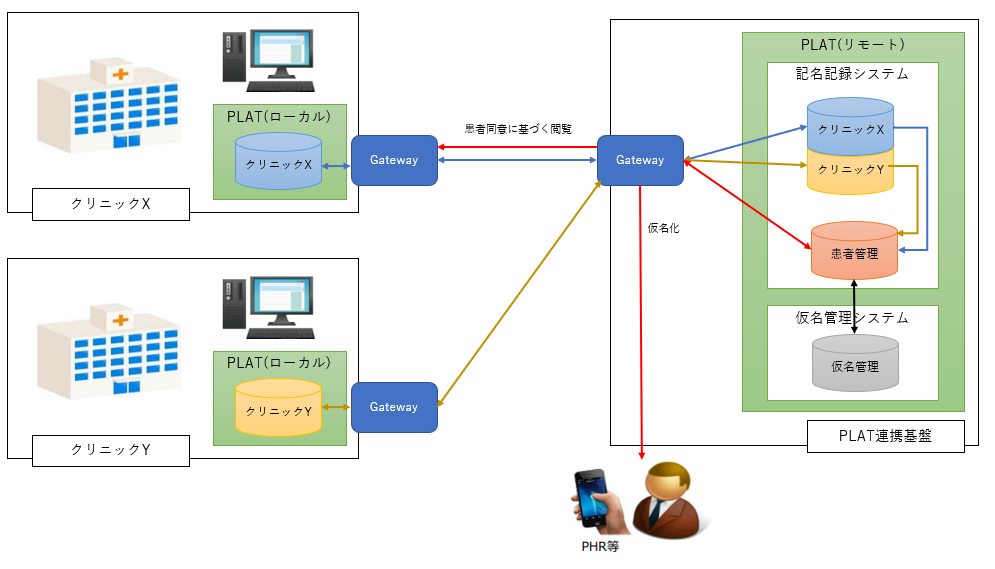 PLAT(ローカル)
クリニックX
Gateway
クリニックX
患者同意に基づく閲覧
PLAT(ローカル)
クリニックY
Gateway
クリニックY
PLAT(リモート)
記名記録システム
クリニックX
クリニックY
Gateway
仮名化
患者管理
仮名管理システム
仮名管理
PLAT連携基盤
PHR等